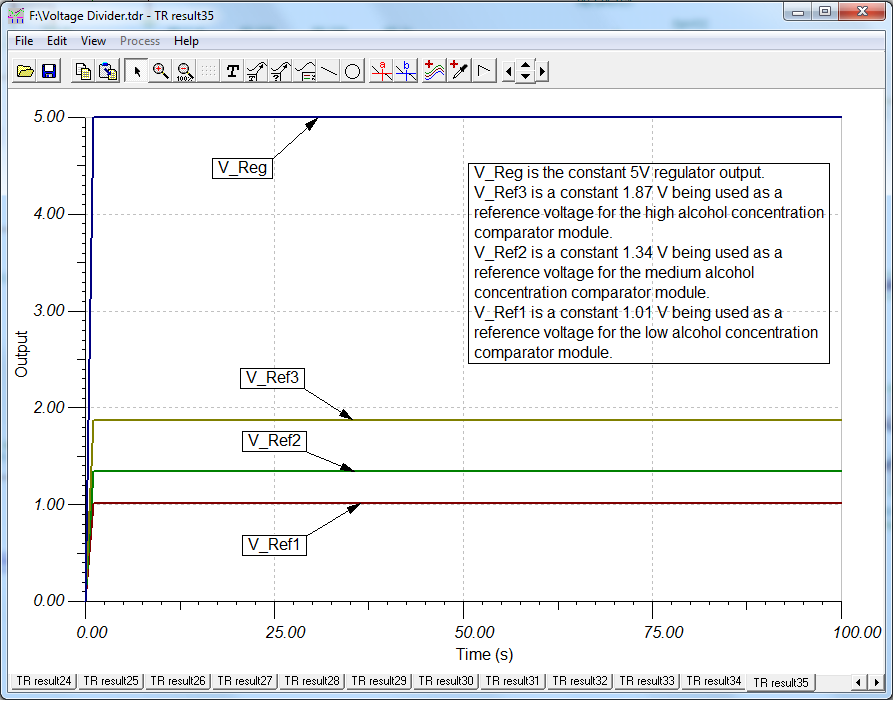 F:\Voltage Divider.tdr - TR result35
File Edit View Process Help
T
100%
a
b
5.00
4.00
3.00
2.00
1.00
0.00
Output
V_Reg
V_Reg is the constant 5V regulator output.
V_Ref3 is a constant 1.87 V being used as a
reference voltage for the high alcohol concentration
comparator module.
V_Ref2 is a constant 1.34 V being used as a
reference voltage for the medium alcohol
concentration comparator module.
V_Ref1 is a constant 1.01 V being used as a
reference voltage for the low alcohol concentration
comparator module.
V_Ref3
V_Ref2
V_Ref1
0.00 25.00 50.00 75.00 100.00
Time (s)
TR result24 TR result25 TR result26 TR result27 TR result28 TR result29 TR result30 TR result31 TR result32 TR result33 TR result34 TR result35